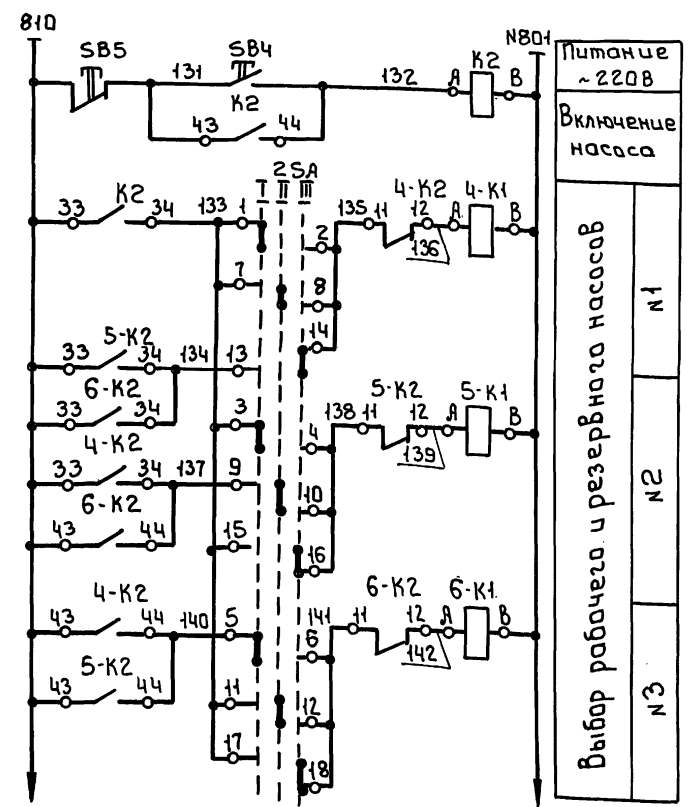 810
SB5
131
SB4
K2
43
44
132
A
K2
B
N801
Питание
~220В
Включение
насоса
2SA
I
II
III
33
K2
34
133
1
2
7
8
14
135
11
4-K2
12
136
A
4-K1
B
5-K2
33
34
134
13
6-K2
33
34
3
4
138
11
5-K2
12
139
A
5-K1
B
4-K2
33
34
137
9
10
6-K2
43
44
15
16
4-K2
43
44
140
5
6
141
11
6-K2
12
142
A
6-K1
B
5-K2
43
44
11
12
17
18
Выбор рабочего и резервного насосов
N1
N2
N3